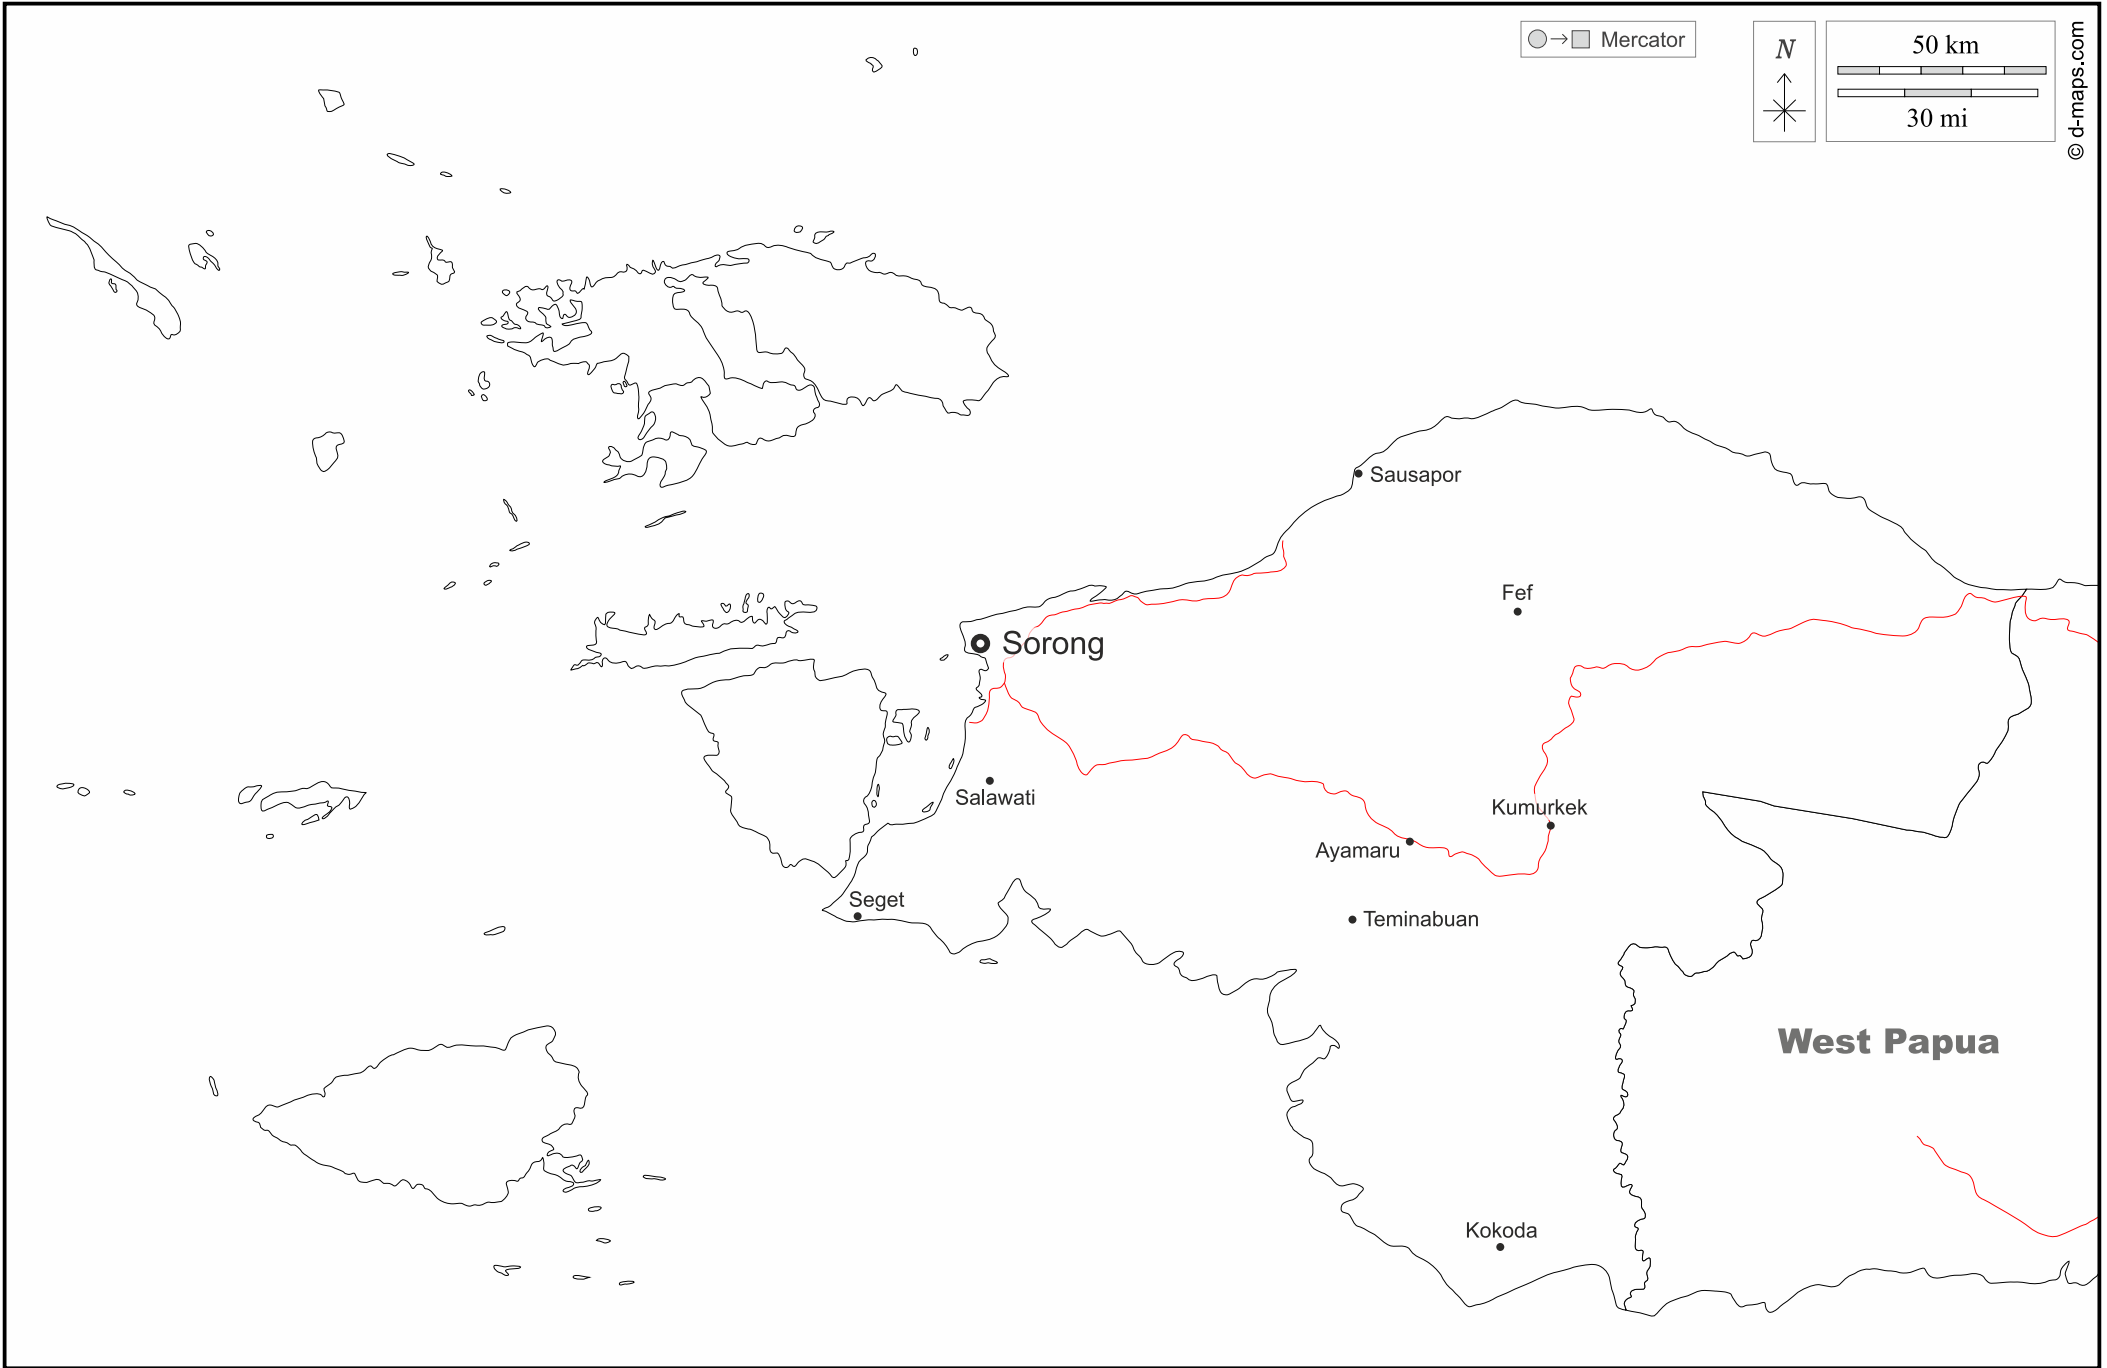 Mercator
N
50 km
30 mi
© d-maps.com
Sausapor
Fef
Sorong
Salawati
Kumurkek
Ayamaru
Seget
Teminabuan
West Papua
Kokoda